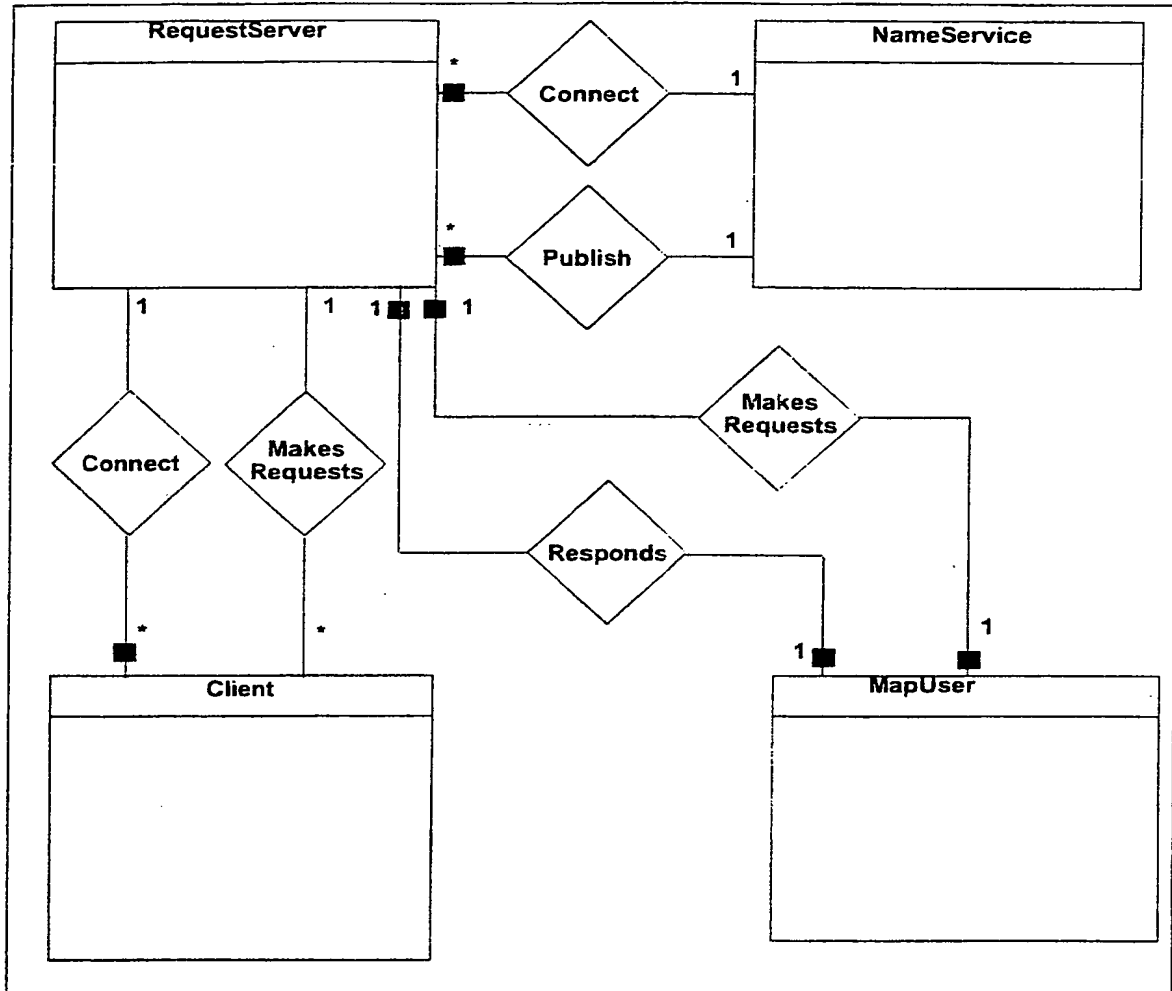 RequestServer
NameService
*
Connect
1
*
Publish
1
1
1
1
1
Makes
Requests
Connect
Makes
Requests
Responds
*
*
1
1
Client
MapUser